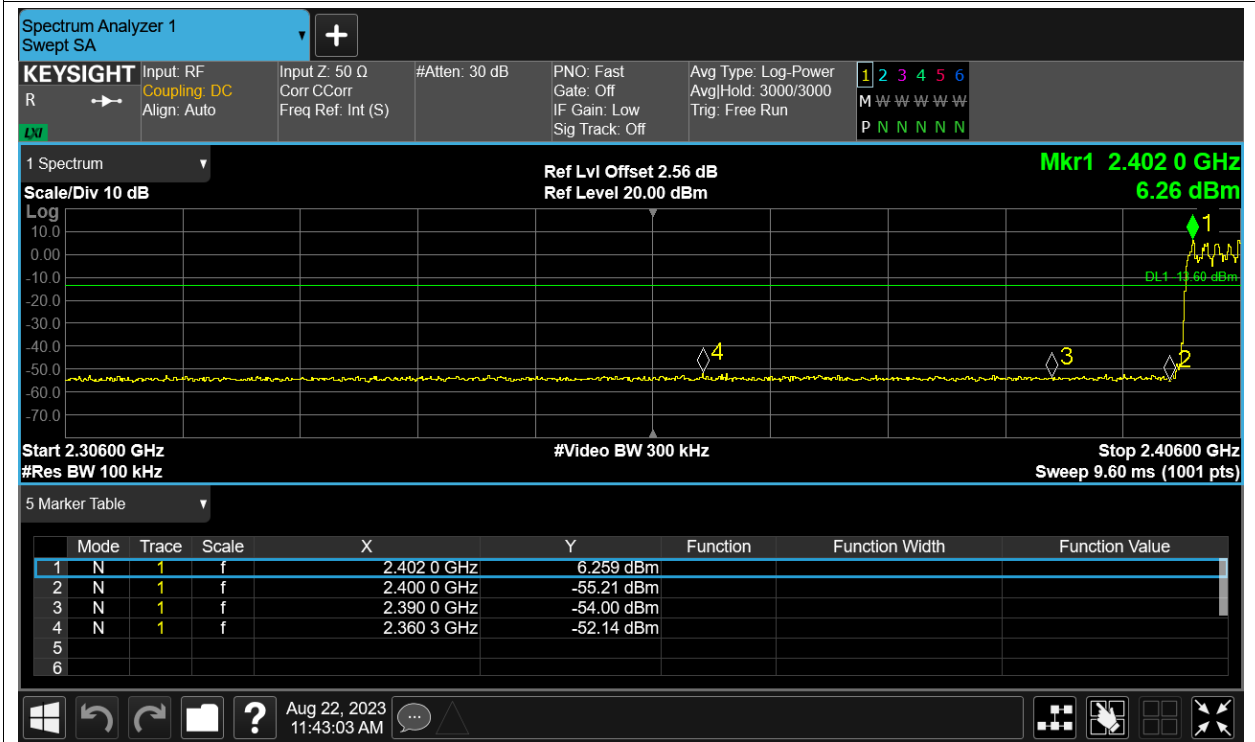 Spectrum Analyzer 1
Swept SA
KEYSIGHT
R
LXI
Input: RF
Coupling: DC
Align: Auto
Input Z: 50 Ω
Corr CCorr
Freq Ref: Int (S)
#Atten: 30 dB
PNO: Fast
Gate: Off
IF Gain: Low
Sig Track: Off
Avg Type: Log-Power
Avg|Hold: 3000/3000
Trig: Free Run
1 2 3 4 5 6
M W W W W W
P N N N N N
1 Spectrum
Scale/Div 10 dB
Ref Lvl Offset 2.56 dB
Ref Level 20.00 dBm
Mkr1 2.402 0 GHz
6.26 dBm
Log
10.0
0.00
-10.0
-20.0
-30.0
-40.0
-50.0
-60.0
-70.0
1
DL1 -13.60 dBm
4
3
2
Start 2.30600 GHz
#Video BW 300 kHz
Stop 2.40600 GHz
#Res BW 100 kHz
Sweep 9.60 ms (1001 pts)
5 Marker Table
Mode Trace Scale X Y Function Function Width Function Value
1 N 1 f 2.402 0 GHz 6.259 dBm
2 N 1 f 2.400 0 GHz -55.21 dBm
3 N 1 f 2.390 0 GHz -54.00 dBm
4 N 1 f 2.360 3 GHz -52.14 dBm
5
6
?
Aug 22, 2023
11:43:03 AM